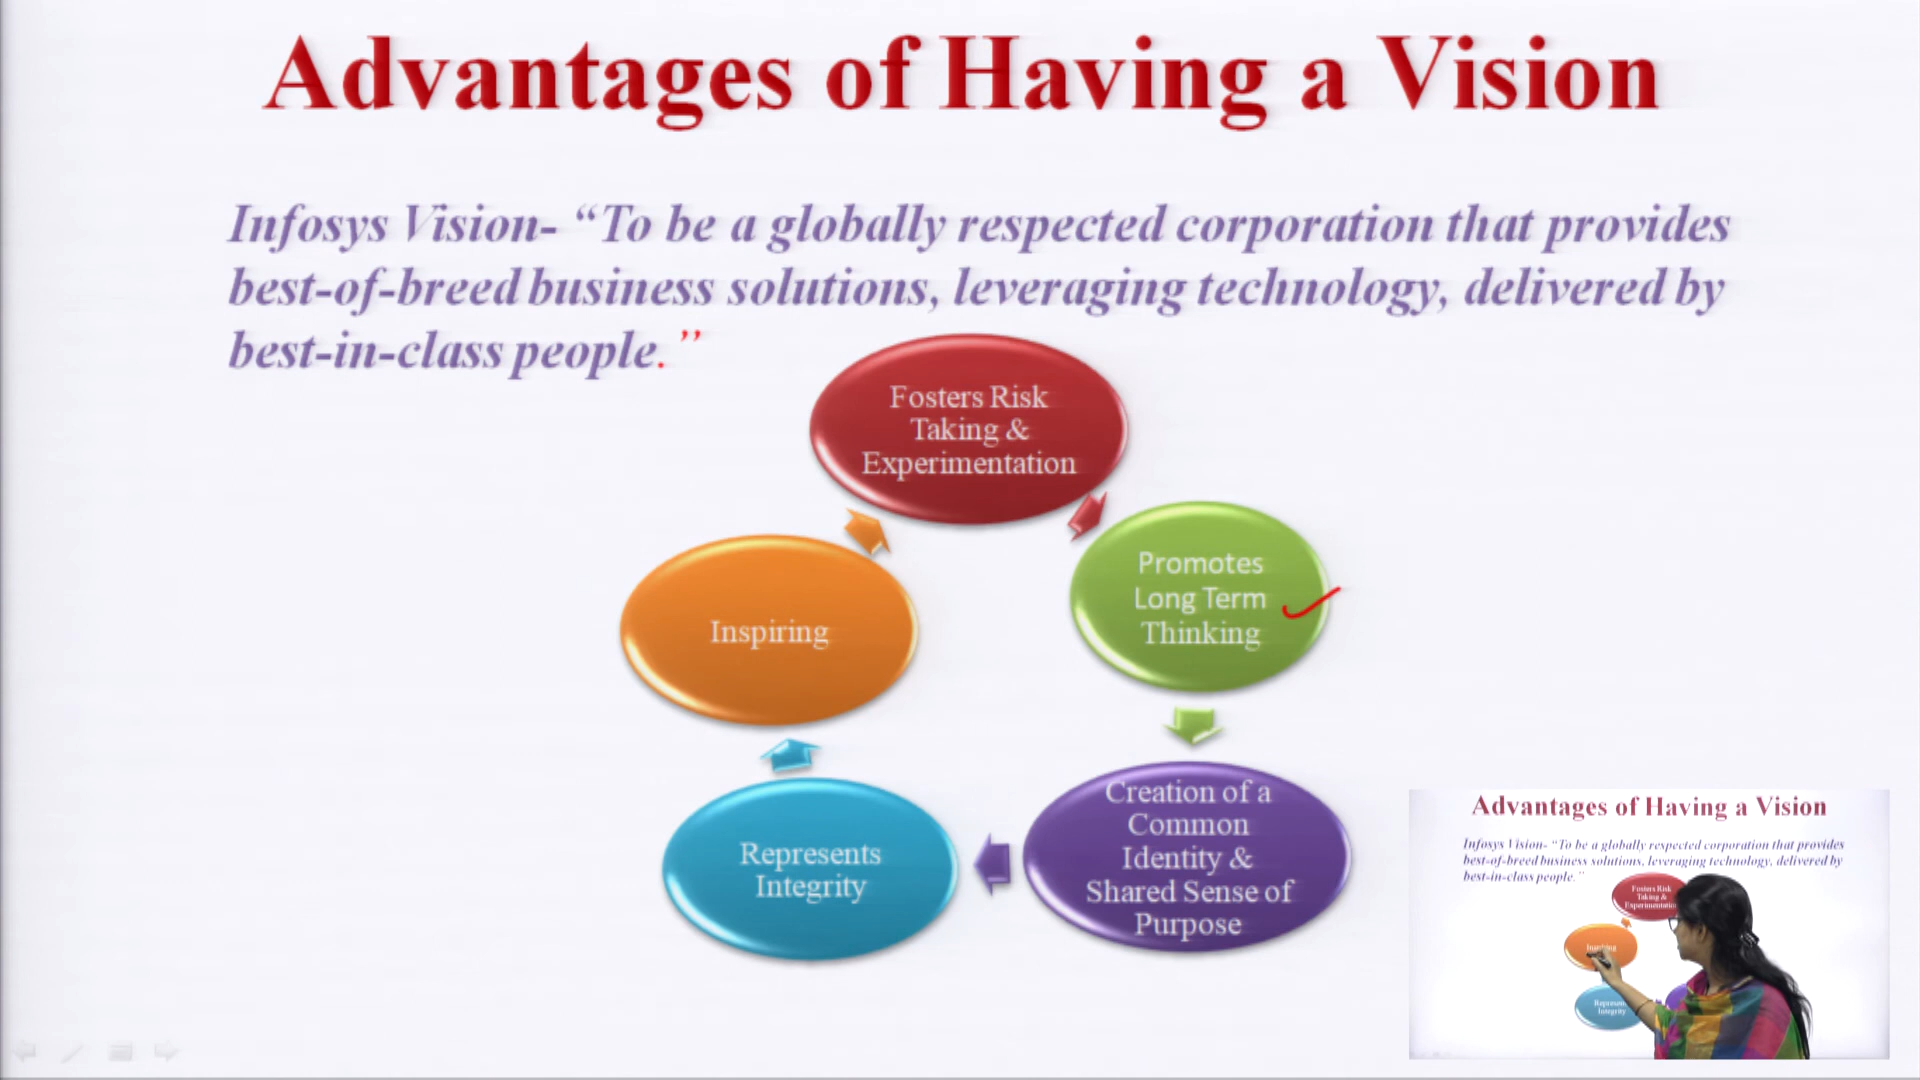 Advantages of Having a Vision
Infosys Vision- “To be a globally respected corporation that provides
best-of-breed business solutions, leveraging technology, delivered by
best-in-class people.”
Fosters Risk
Taking &
Experimentation
Promotes
Long Term
Thinking
Creation of a
Common
Identity &
Shared Sense of
Purpose
Represents
Integrity
Inspiring
Advantages of Having a Vision
Infosys Vision- “To be a globally respected corporation that provides
best-of-breed business solutions, leveraging technology, delivered by
best-in-class people.”
Fosters Risk
Taking &
Integrity